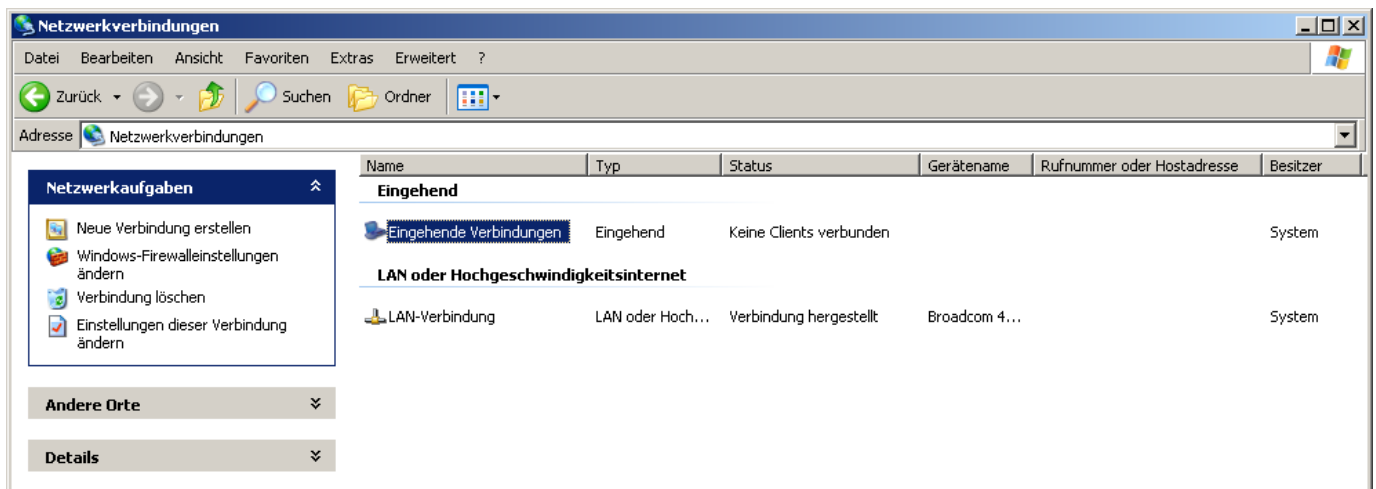 Netzwerkverbindungen
Datei Bearbeiten Ansicht Favoriten Extras Erweitert ?
Zurück Suchen Ordner
Adresse Netzwerkverbindungen
Netzwerkaufgaben
Neue Verbindung erstellen
Windows-Firewalleinstellungen
ändern
Verbindung löschen
Einstellungen dieser Verbindung
ändern
Andere Orte
Details
Name Typ Status Gerätename Rufnummer oder Hostadresse Besitzer
Eingehend
Eingehende Verbindungen Eingehend Keine Clients verbunden System
LAN oder Hochgeschwindigkeitsinternet
LAN-Verbindung LAN oder Hoch... Verbindung hergestellt Broadcom 4... System